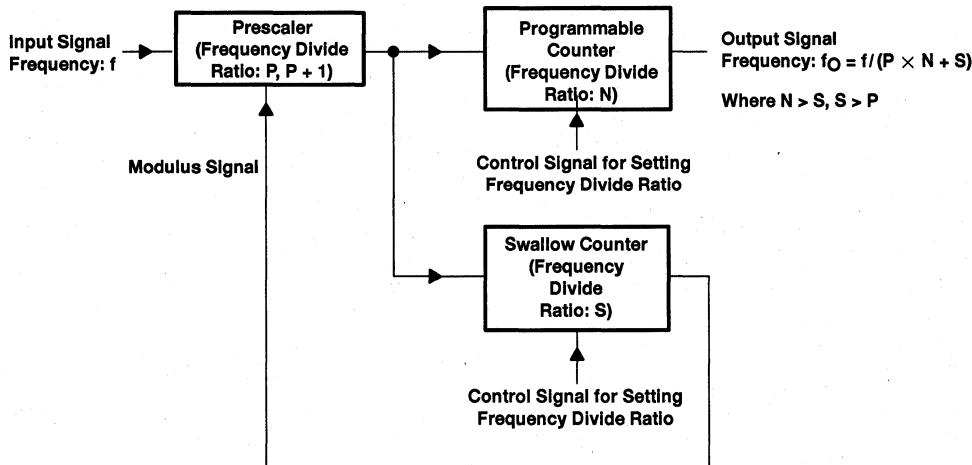 Input Signal
Frequency: f
Prescaler
(Frequency Divide
Ratio: P, P + 1)
Programmable
Counter
(Frequency Divide
Ratio: N)
Output Signal
Frequency: fO = f/(P × N + S)
Where N > S, S > P
Modulus Signal
Control Signal for Setting
Frequency Divide Ratio
Swallow Counter
(Frequency
Divide
Ratio: S)
Control Signal for Setting
Frequency Divide Ratio